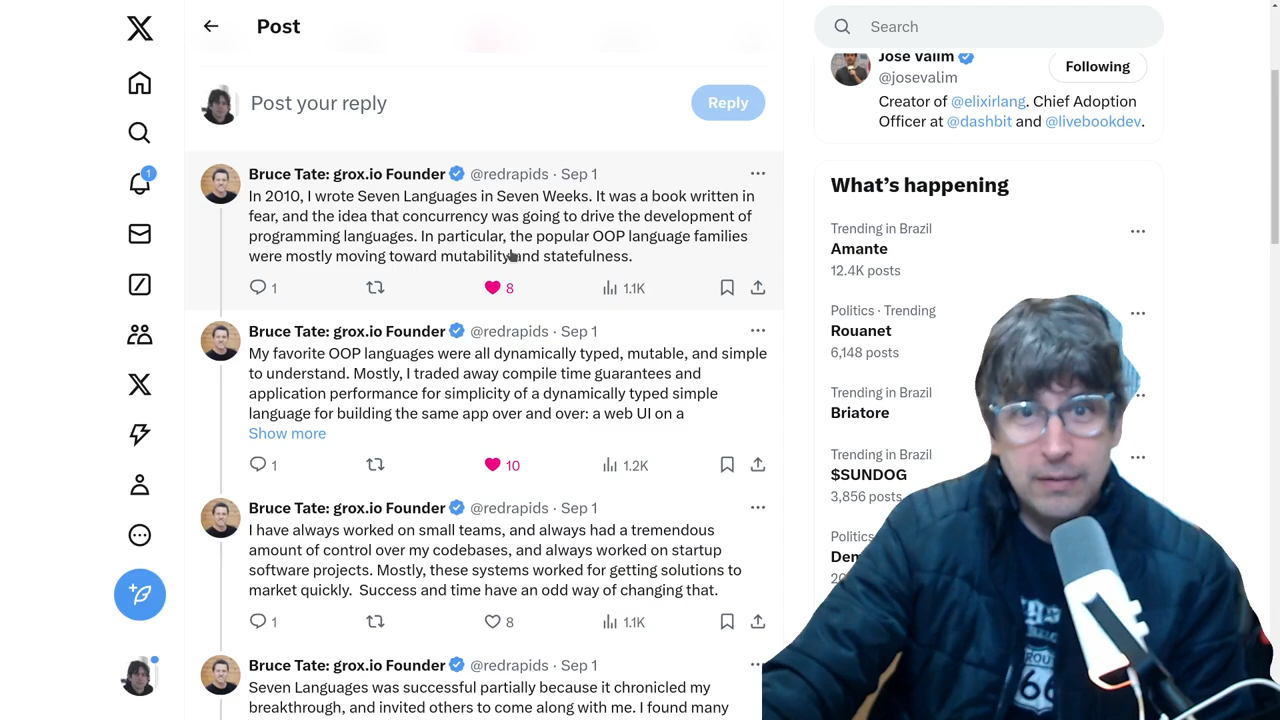 Post
Search
Post your reply
Reply
Jose Valim
@josevalim
Following
Creator of @elixirlang. Chief Adoption
Officer at @dashbit and @livebookdev.
1
Bruce Tate: grox.io Founder @redrapids · Sep 1
In 2010, I wrote Seven Languages in Seven Weeks. It was a book written in
fear, and the idea that concurrency was going to drive the development of
programming languages. In particular, the popular OOP language families
were mostly moving toward mutability and statefulness.
1 8 1.1K
Bruce Tate: grox.io Founder @redrapids · Sep 1
My favorite OOP languages were all dynamically typed, mutable, and simple
to understand. Mostly, I traded away compile time guarantees and
application performance for simplicity of a dynamically typed simple
language for building the same app over and over: a web UI on a
Show more
1 10 1.2K
Bruce Tate: grox.io Founder @redrapids · Sep 1
I have always worked on small teams, and always had a tremendous
amount of control over my codebases, and always worked on startup
software projects. Mostly, these systems worked for getting solutions to
market quickly. Success and time have an odd way of changing that.
1 8 1.1K
Bruce Tate: grox.io Founder @redrapids · Sep 1
Seven Languages was successful partially because it chronicled my
breakthrough, and invited others to come along with me. I found many
What's happening
Trending in Brazil
Amante
12.4K posts
Politics · Trending
Rouanet
6,148 posts
Trending in Brazil
Briatore
Trending in Brazil
$SUNDOG
3,856 posts
ROUTE
66